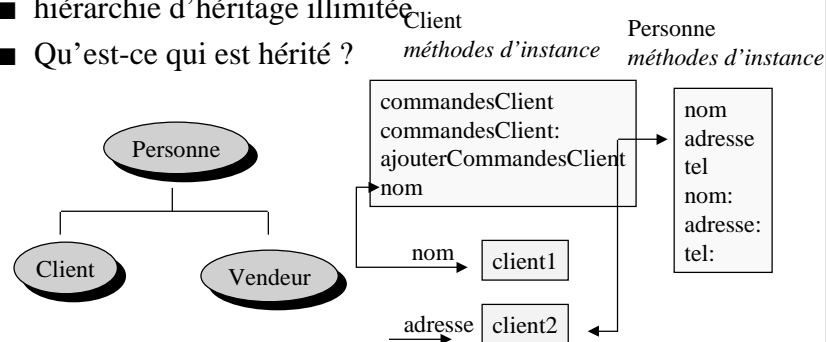 hiérarchie d'héritage illimitée
Qu'est-ce qui est hérité ?
Client
méthodes d'instance
Personne
méthodes d'instance
commandesClient
commandesClient:
ajouterCommandesClient
nom
nom
adresse
tel
nom:
adresse:
tel:
Personne
Client
Vendeur
nom
client1
adresse
client2